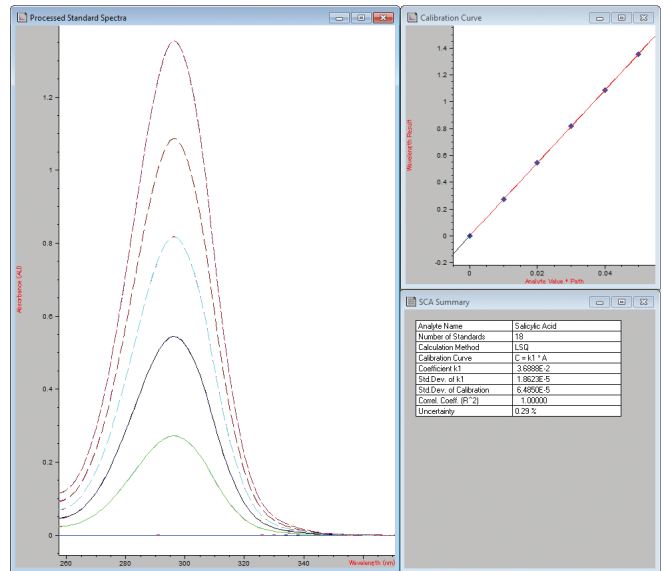 Processed Standard Spectra
1.2
1
0.8
0.6
0.4
0.2
0
Absorbance (AU)
260
280
300
320
340
Wavelength (nm)
Calibration Curve
1.4
1.2
1
0.8
0.6
0.4
0.2
0
-0.2
Wavelength Result
0
0.02
0.04
Analyte Value * Path
SCA Summary
Analyte Name Salicylic Acid
Number of Standards 18
Calculation Method LSQ
Calibration Curve C = k1 * A
Coefficient k1 3.6888E-2
Std.Dev. of k1 1.8623E-5
Std.Dev. of Calibration 6.4850E-5
Correl. Coeff. (R^2) 1.00000
Uncertainty 0.29 %